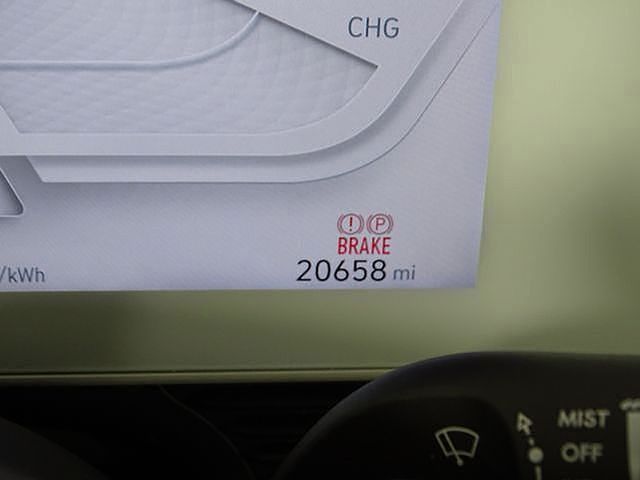 CHG
! P
BRAKE
/kWh
20658 mi
MIST
OFF